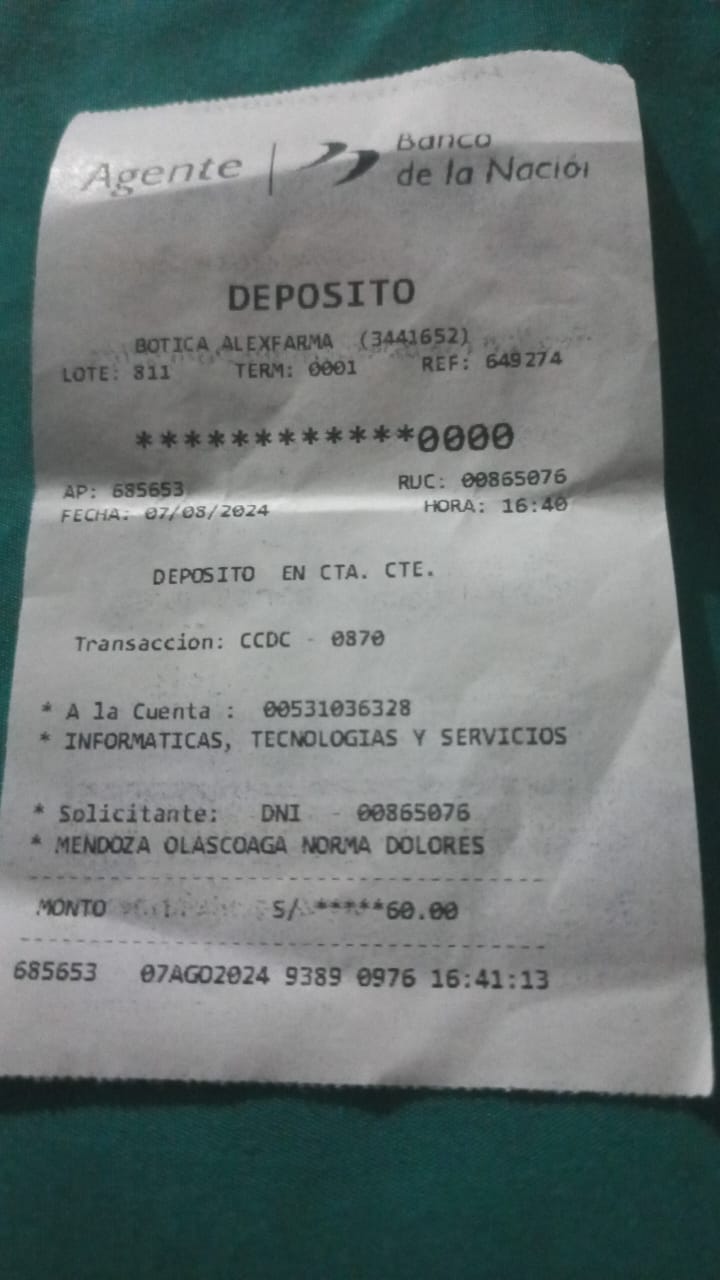 Agente | Banco
de la Nación
DEPOSITO
BOTICA ALEXFARMA (3441652)
LOTE: 811 TERM: 0001 REF: 649274
************0000
AP: 685653 RUC: 00865076
FECHA: 07/08/2024 HORA: 16:40
DEPOSITO EN CTA. CTE.
Transaccion: CCDC - 0870
* A la Cuenta : 00531036328
* INFORMATICAS, TECNOLOGIAS Y SERVICIOS
* Solicitante: DNI - 00865076
* MENDOZA OLASCOAGA NORMA DOLORES
MONTO S/ *****60.00
685653 07AGO2024 9389 0976 16:41:13